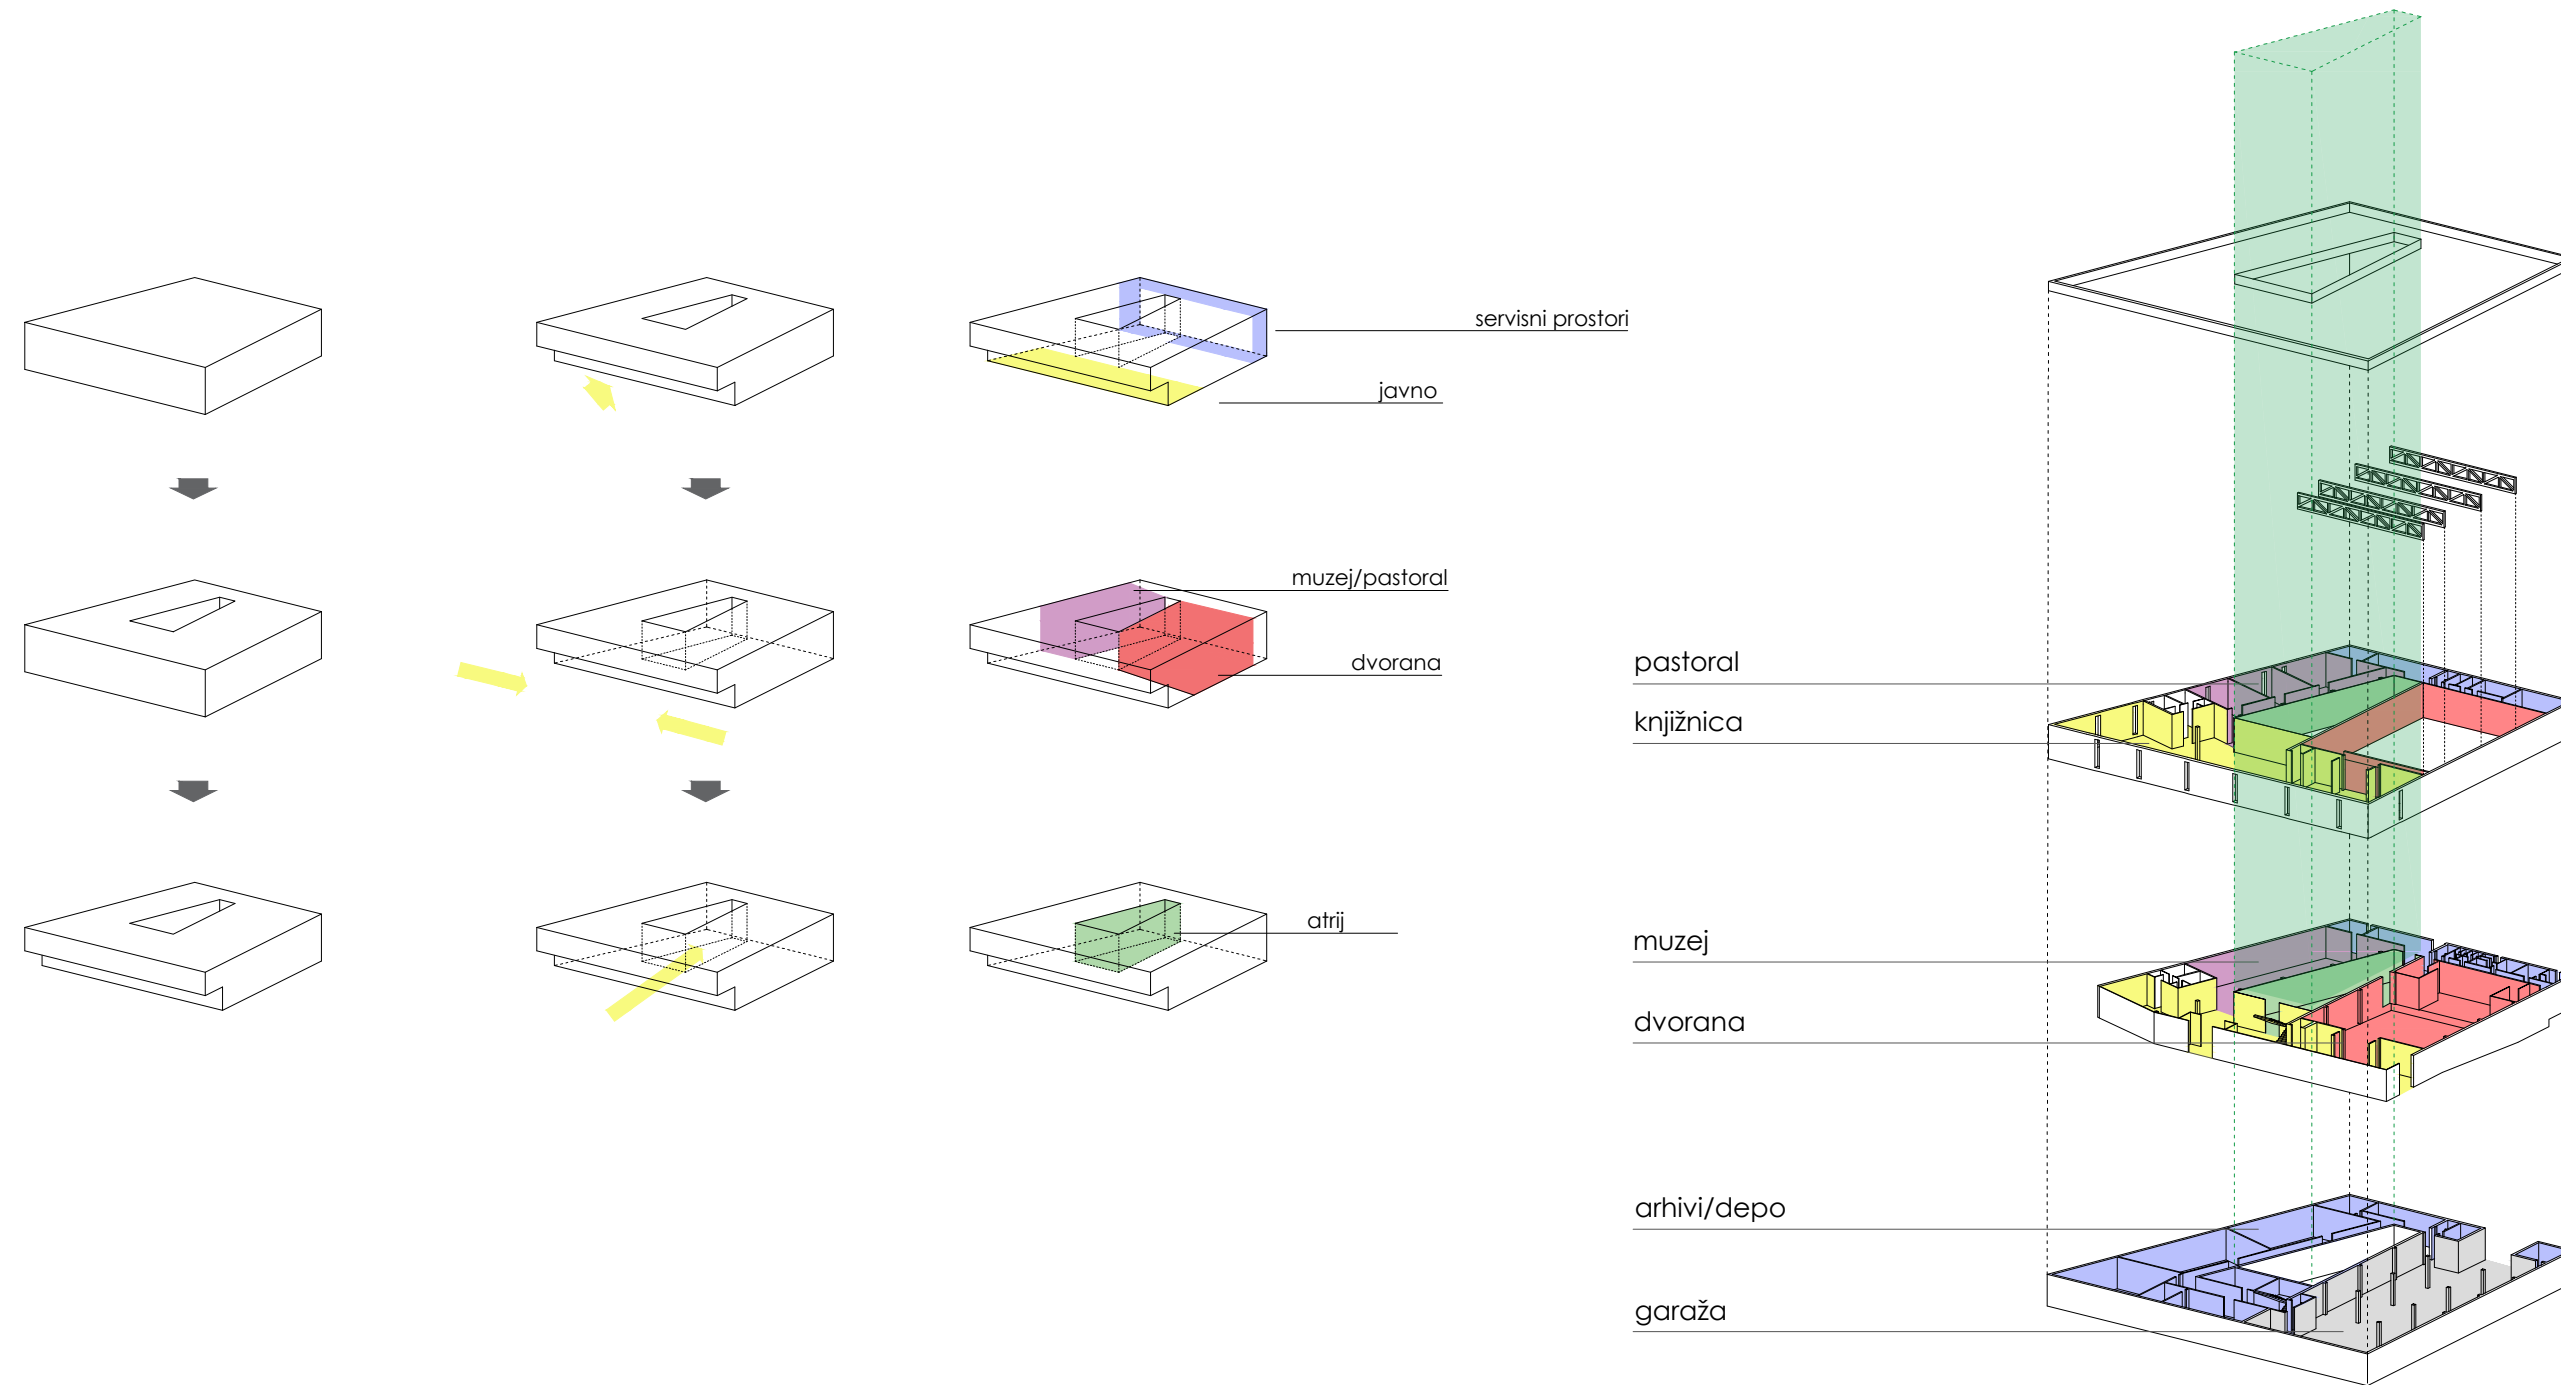 servisni prostori
javno
muzej/pastoral
dvorana
atrij
pastoral
knjižnica
muzej
dvorana
arhivi/depo
garaža